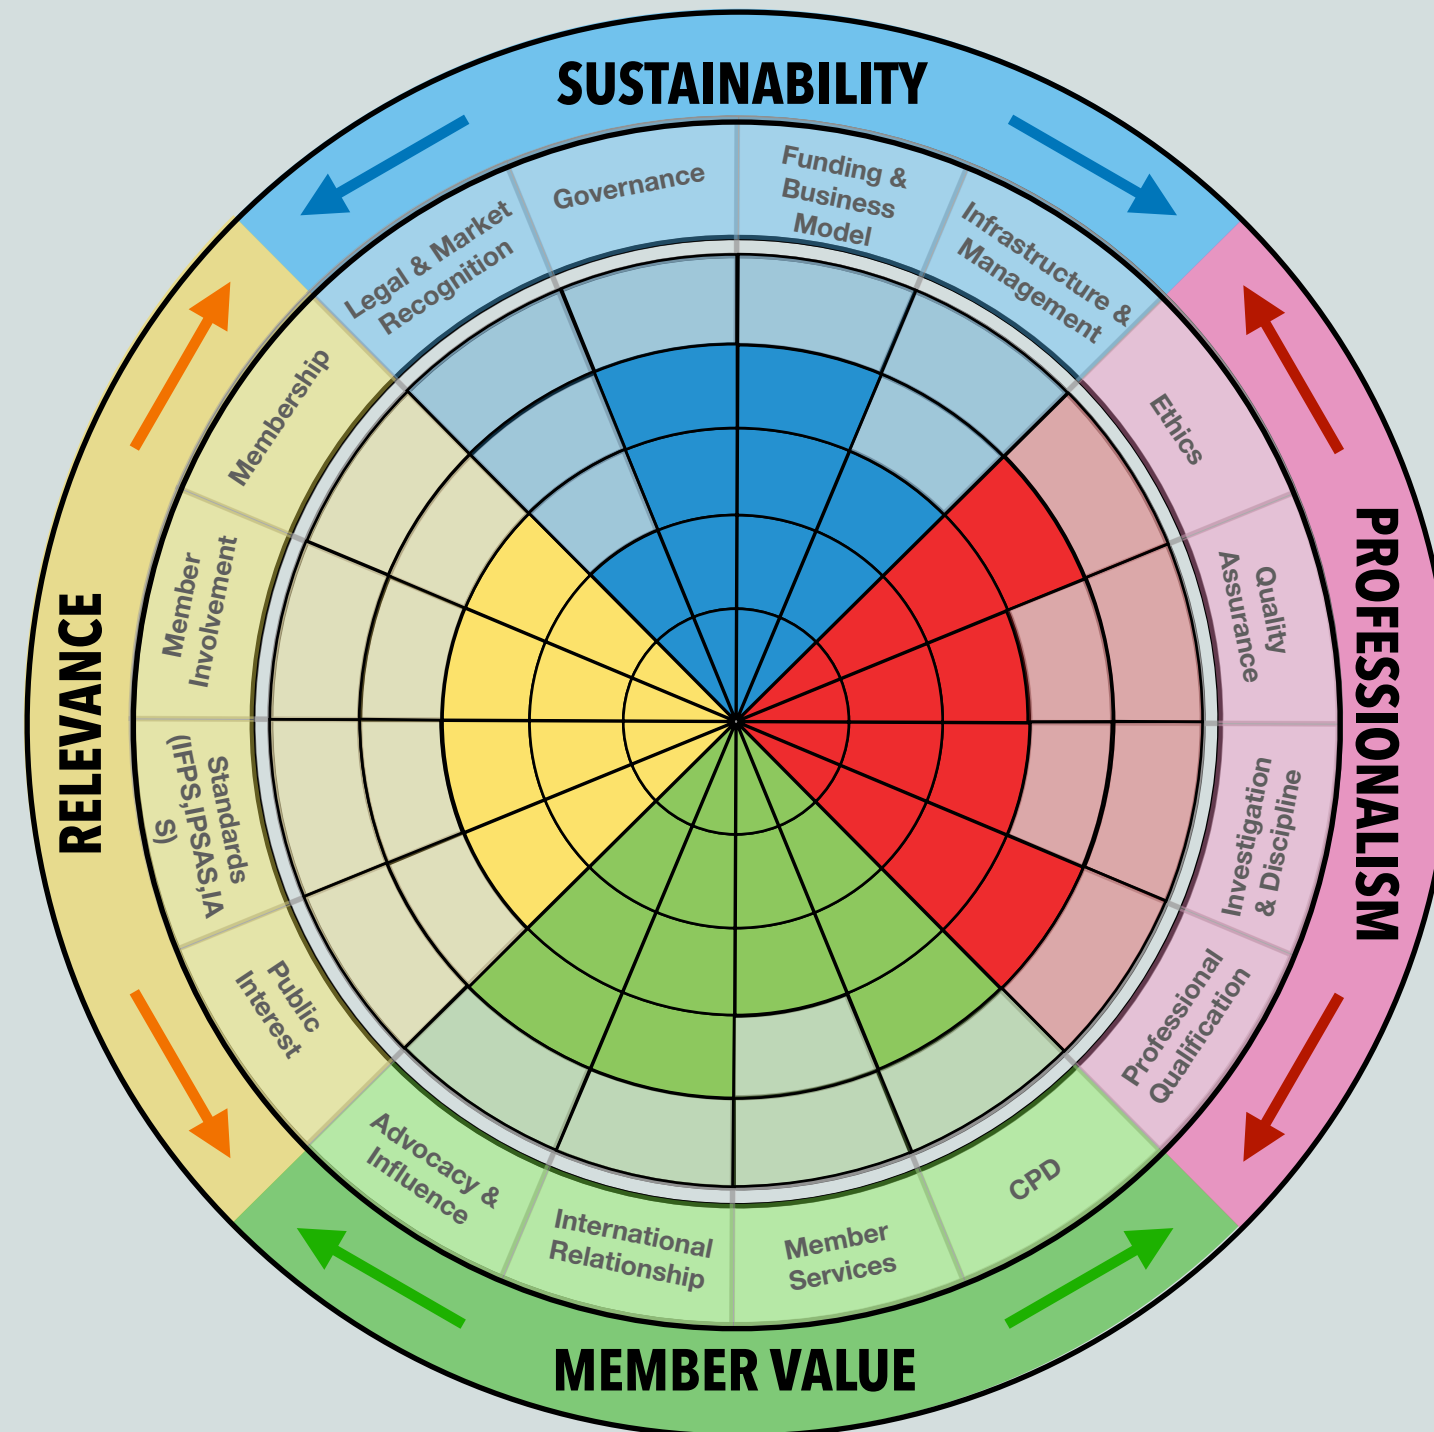 SUSTAINABILITY
Legal & Market
Recognition
Governance
Funding &
Business
Model
Infrastructure &
Management
PROFESSIONALISM
Ethics
Quality
Assurance
Investigation
& Discipline
Professional
Qualification
MEMBER VALUE
CPD
Member
Services
International
Relationship
Advocacy &
Influence
RELEVANCE
Public
Interest
Standards
(IFPS,IPSAS,IA
S)
Member
Involvement
Membership